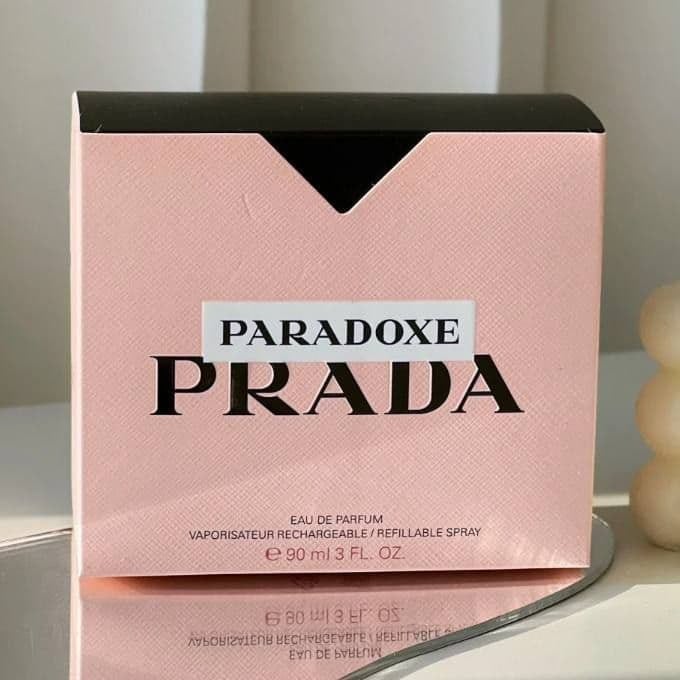 PARADOXE
PRADA
EAU DE PARFUM
VAPORISATEUR RECHARGEABLE / REFILLABLE SPRAY
℮ 90 ml 3 FL. OZ.